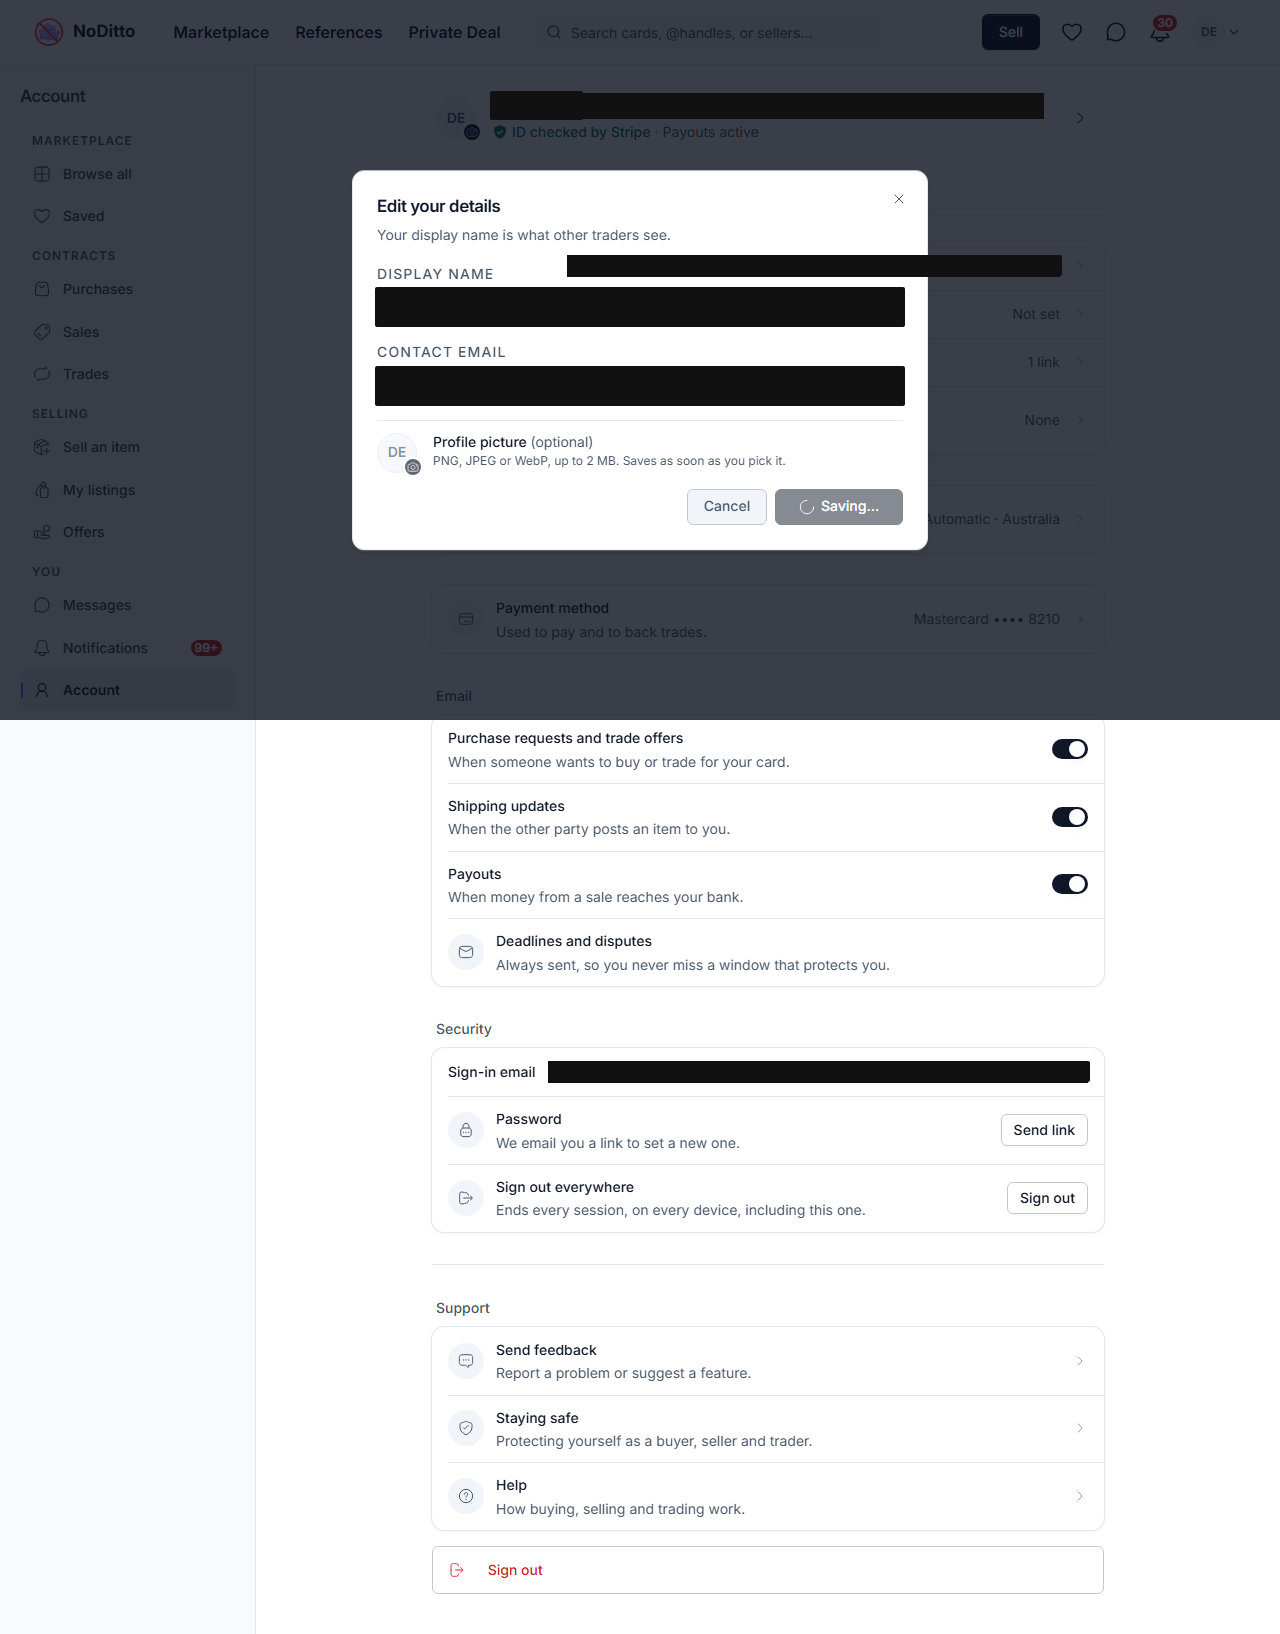 NoDitto
Marketplace
References
Private Deal
Search cards, @handles, or sellers...
Sell
30
DE
Account
MARKETPLACE
Browse all
Saved
CONTRACTS
Purchases
Sales
Trades
SELLING
Sell an item
My listings
Offers
YOU
Messages
Notifications
99+
Account
DE
ID checked by Stripe · Payouts active
Edit your details
Your display name is what other traders see.
DISPLAY NAME
CONTACT EMAIL
DE
Profile picture (optional)
PNG, JPEG or WebP, up to 2 MB. Saves as soon as you pick it.
Cancel
Saving...
Not set
1 link
None
Automatic · Australia
Payment method
Used to pay and to back trades.
Mastercard •••• 8210
Email
Purchase requests and trade offers
When someone wants to buy or trade for your card.
Shipping updates
When the other party posts an item to you.
Payouts
When money from a sale reaches your bank.
Deadlines and disputes
Always sent, so you never miss a window that protects you.
Security
Sign-in email
Password
We email you a link to set a new one.
Send link
Sign out everywhere
Ends every session, on every device, including this one.
Sign out
Support
Send feedback
Report a problem or suggest a feature.
Staying safe
Protecting yourself as a buyer, seller and trader.
Help
How buying, selling and trading work.
Sign out